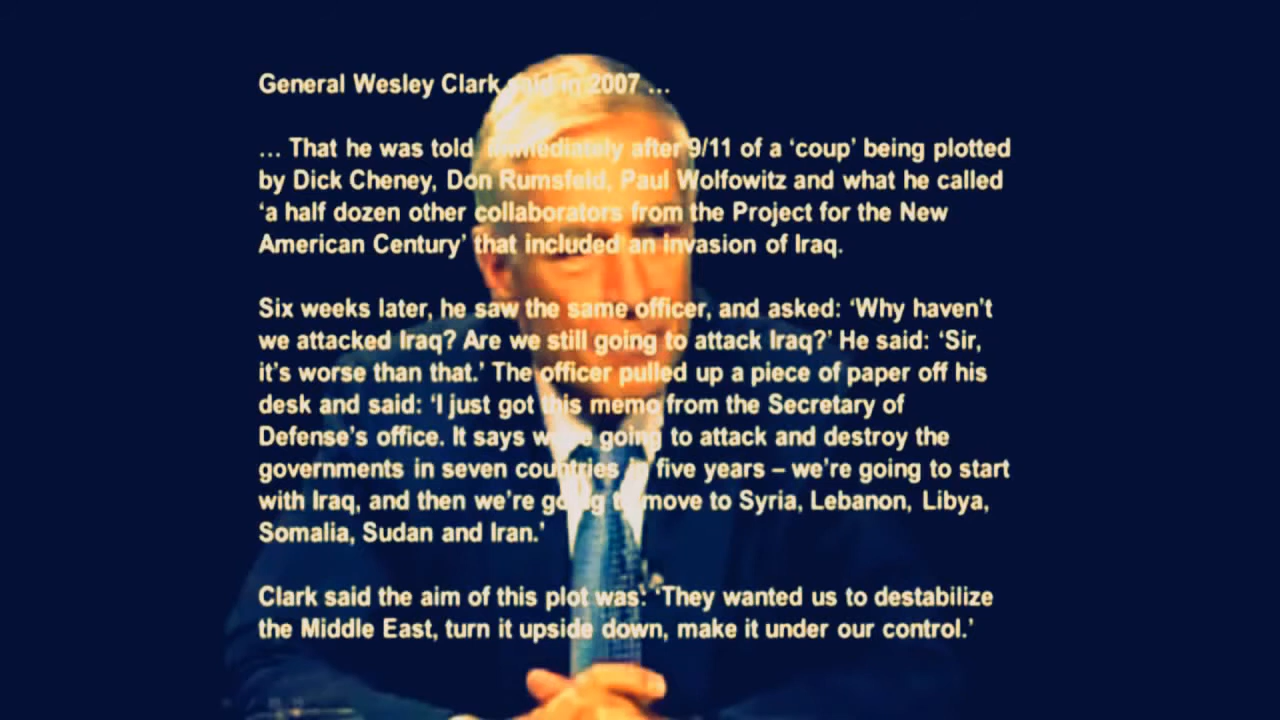 General Wesley Clark said in 2007 …
… That he was told immediately after 9/11 of a ‘coup’ being plotted
by Dick Cheney, Don Rumsfeld, Paul Wolfowitz and what he called
‘a half dozen other collaborators from the Project for the New
American Century’ that included an invasion of Iraq.
Six weeks later, he saw the same officer, and asked: ‘Why haven’t
we attacked Iraq? Are we still going to attack Iraq?’ He said: ‘Sir,
it’s worse than that.’ The officer pulled up a piece of paper off his
desk and said: ‘I just got this memo from the Secretary of
Defense’s office. It says we’re going to attack and destroy the
governments in seven countries in five years – we’re going to start
with Iraq, and then we’re going to move to Syria, Lebanon, Libya,
Somalia, Sudan and Iran.’
Clark said the aim of this plot was: ‘They wanted us to destabilize
the Middle East, turn it upside down, make it under our control.’